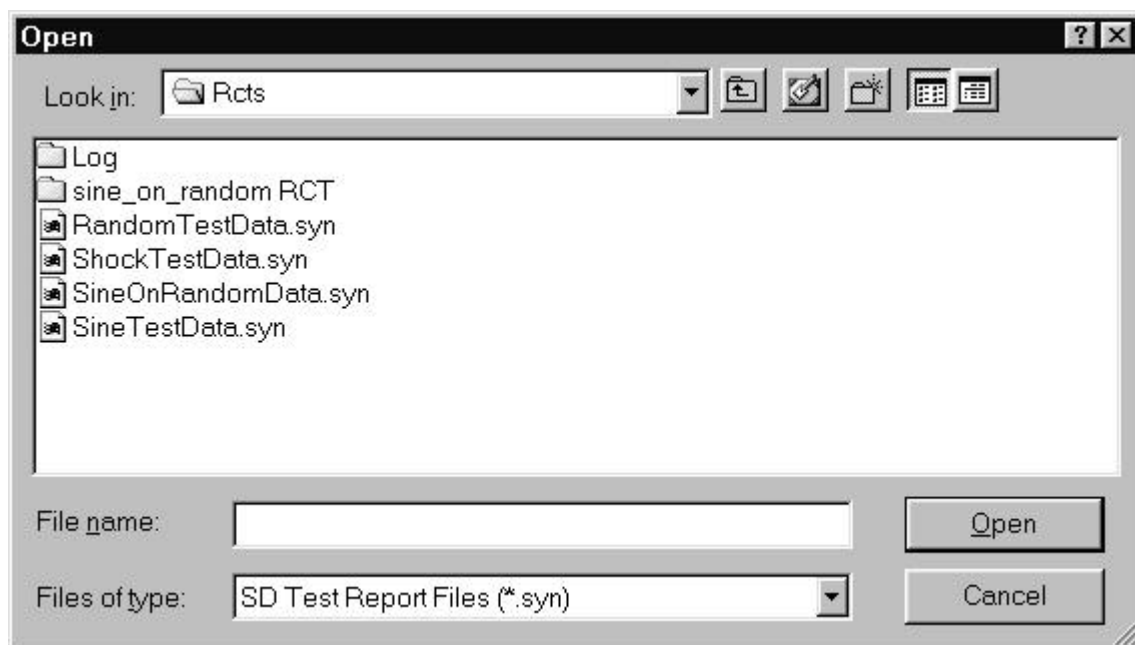 Open
Look in: Rcts
Log
sine_on_random RCT
RandomTestData.syn
ShockTestData.syn
SineOnRandomData.syn
SineTestData.syn
File name: Open
Files of type: SD Test Report Files (*.syn) Cancel